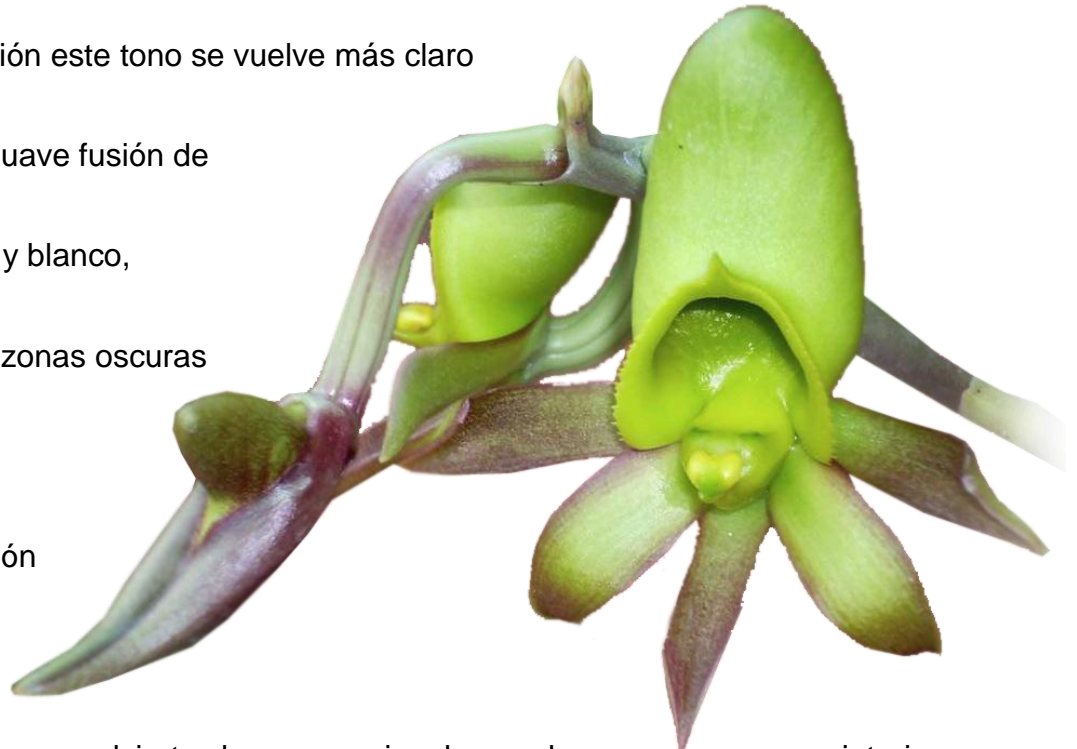 ión este tono se vuelve más claro
uave fusión de
y blanco,
zonas oscuras
ón